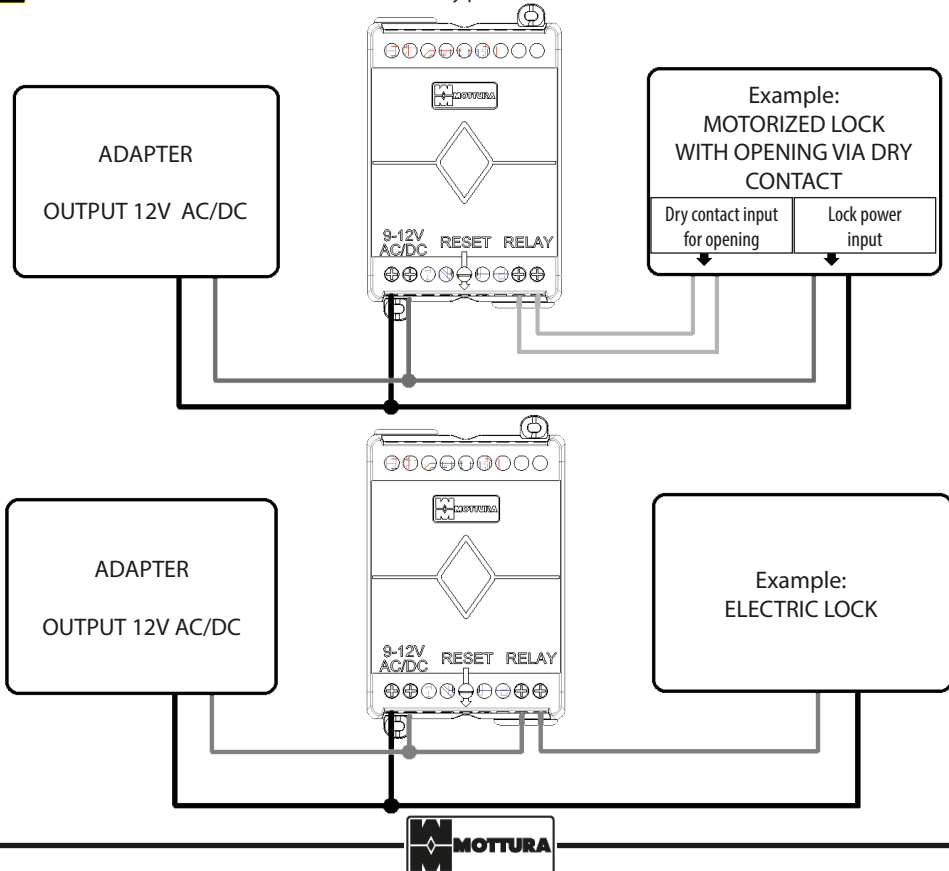 MOTTURA
ADAPTER
OUTPUT 12V AC/DC
9-12V
AC/DC
RESET
RELAY
Example:
MOTORIZED LOCK
WITH OPENING VIA DRY
CONTACT
Dry contact input
for opening
Lock power
input
MOTTURA
ADAPTER
OUTPUT 12V AC/DC
9-12V
AC/DC
RESET
RELAY
Example:
ELECTRIC LOCK
MOTTURA